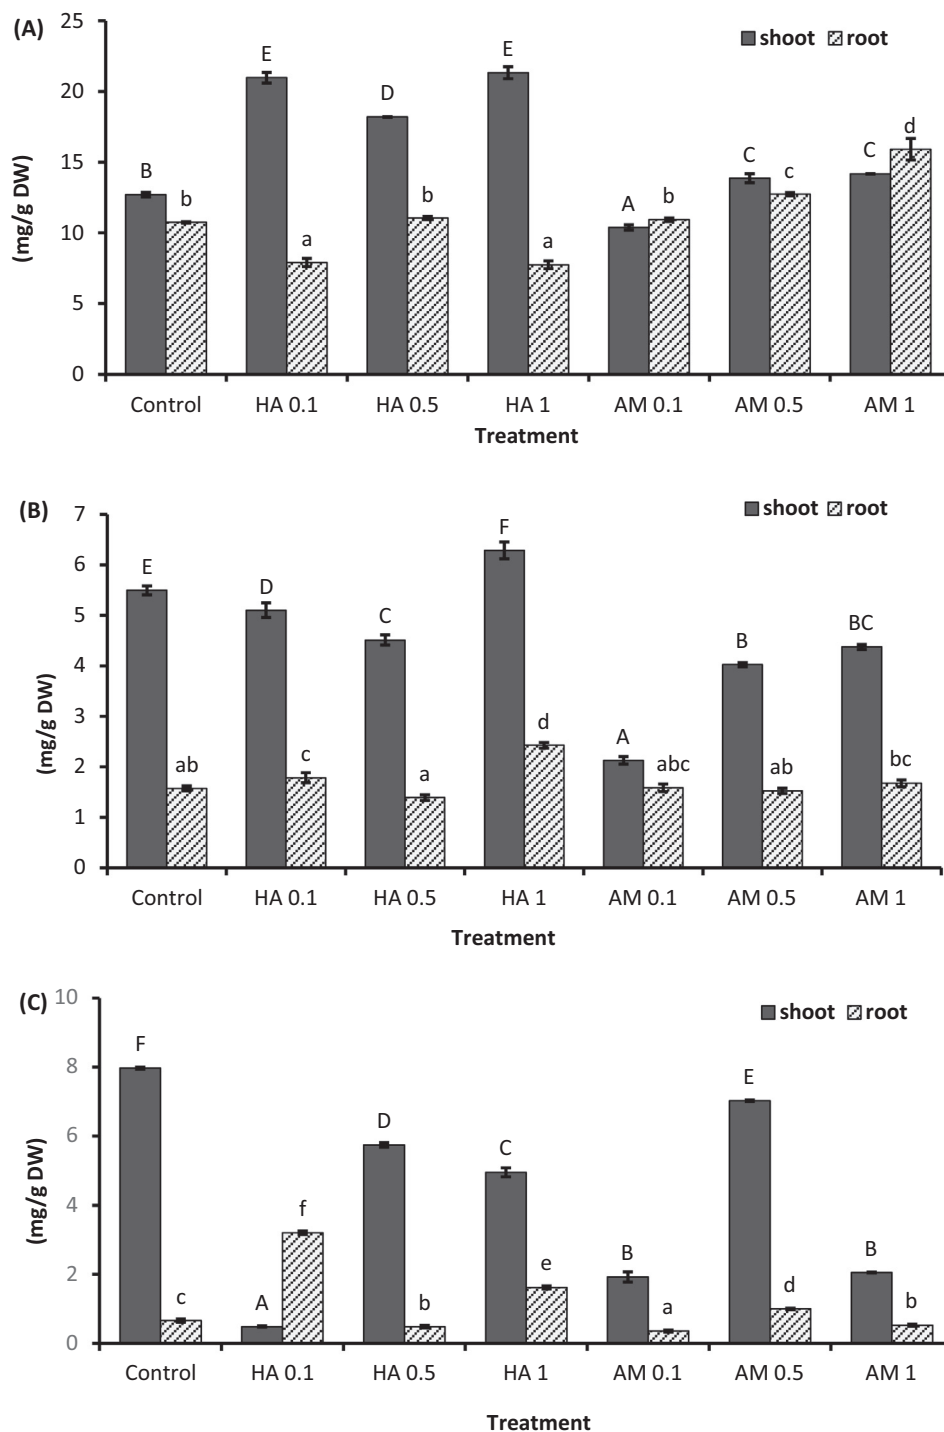 (A)
shoot root
25
20
15
10
5
0
(mg/g DW)
B b E a D b E a A b C c C d
Control HA 0.1 HA 0.5 HA 1 AM 0.1 AM 0.5 AM 1
Treatment
(B)
shoot root
7
6
5
4
3
2
1
0
(mg/g DW)
E ab D c C a F d A abc B ab BC bc
Control HA 0.1 HA 0.5 HA 1 AM 0.1 AM 0.5 AM 1
Treatment
(C)
shoot root
10
8
6
4
2
0
(mg/g DW)
F c A f D b C e B a E d B b
Control HA 0.1 HA 0.5 HA 1 AM 0.1 AM 0.5 AM 1
Treatment